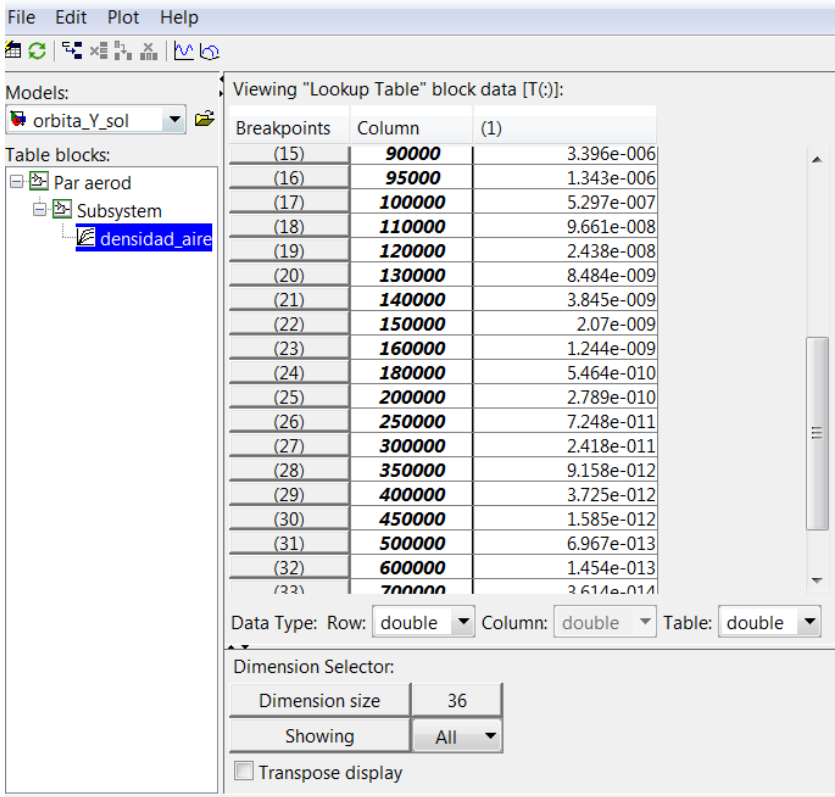 File Edit Plot Help
Models:
orbita_Y_sol
Table blocks:
Par aerod
Subsystem
densidad_aire
Viewing "Lookup Table" block data [T(:)]:
Breakpoints Column (1)
(15) 90000 3.396e-006
(16) 95000 1.343e-006
(17) 100000 5.297e-007
(18) 110000 9.661e-008
(19) 120000 2.438e-008
(20) 130000 8.484e-009
(21) 140000 3.845e-009
(22) 150000 2.07e-009
(23) 160000 1.244e-009
(24) 180000 5.464e-010
(25) 200000 2.789e-010
(26) 250000 7.248e-011
(27) 300000 2.418e-011
(28) 350000 9.158e-012
(29) 400000 3.725e-012
(30) 450000 1.585e-012
(31) 500000 6.967e-013
(32) 600000 1.454e-013
(33) 700000 3.614e-014
Data Type: Row: double Column: double Table: double
Dimension Selector:
Dimension size 36
Showing All
Transpose display